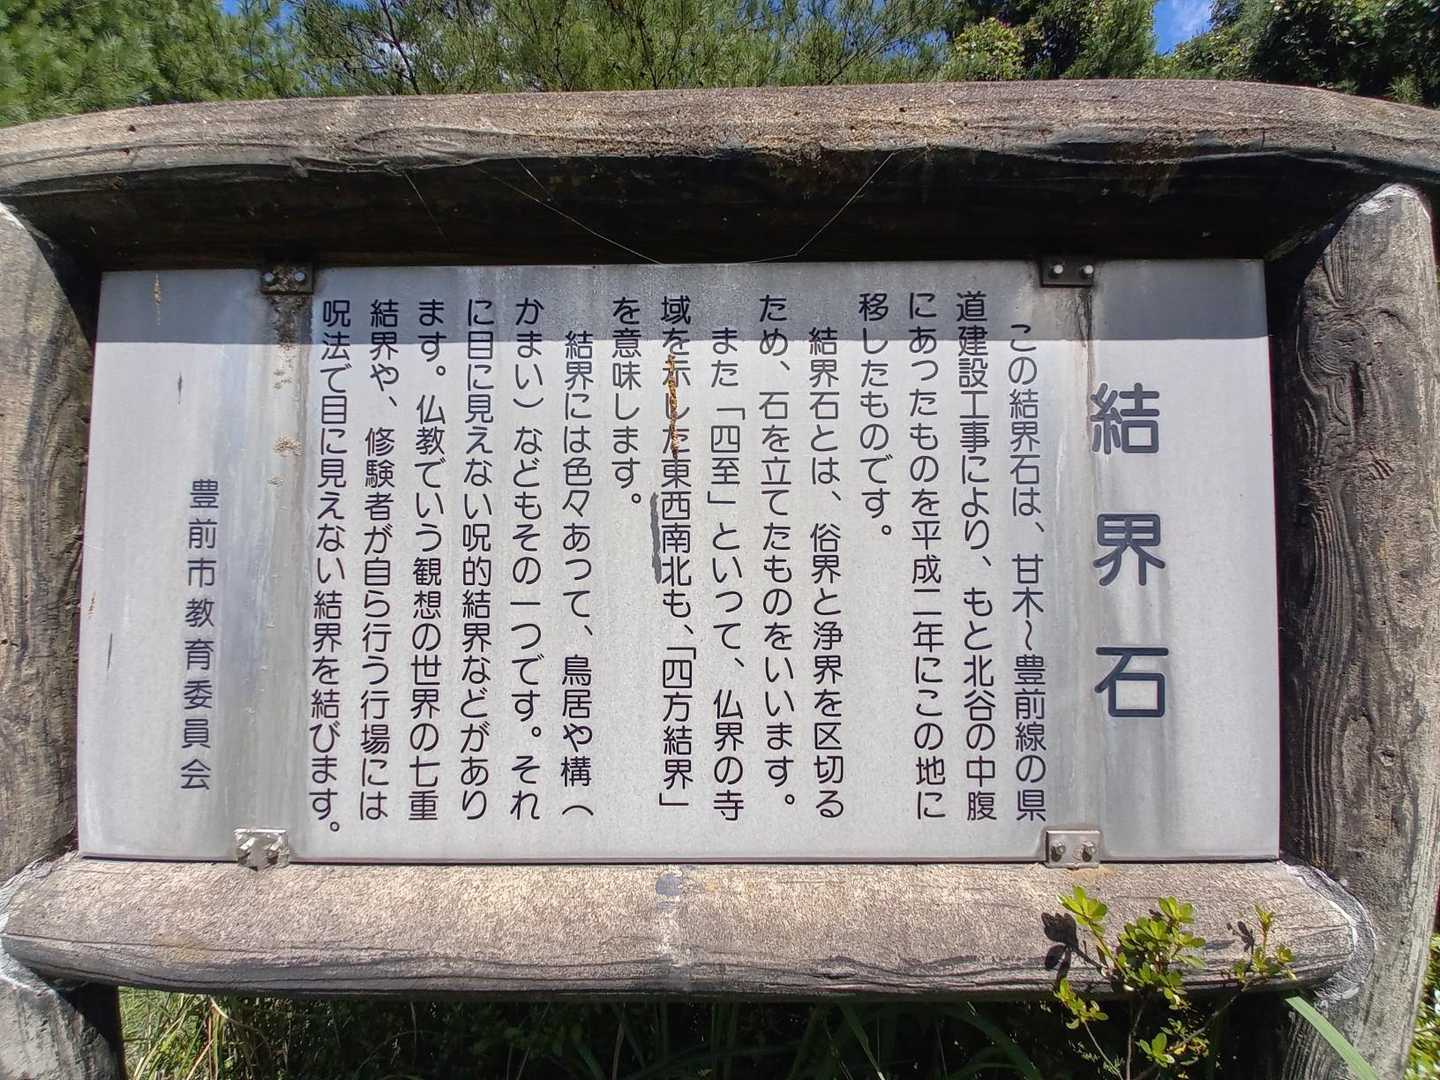 結界石
この結界石は、甘木〜豊前線の県
道建設工事により、もと北谷の中腹
にあったものを平成二年にこの地に
移したものです。
結界石とは、俗界と浄界を区切る
ため、石を立てたものをいいます。
また「四至」といって、仏界の寺
域を示した東西南北も、「四方結界」
を意味します。
結界には色々あって、鳥居や構（
かまい）などもその一つです。それ
に目に見えない呪的結界などがあり
ます。仏教でいう観想の世界の七重
結界や、修験者が自ら行う行場には
呪法で目に見えない結界を結びます。
豊前市教育委員会